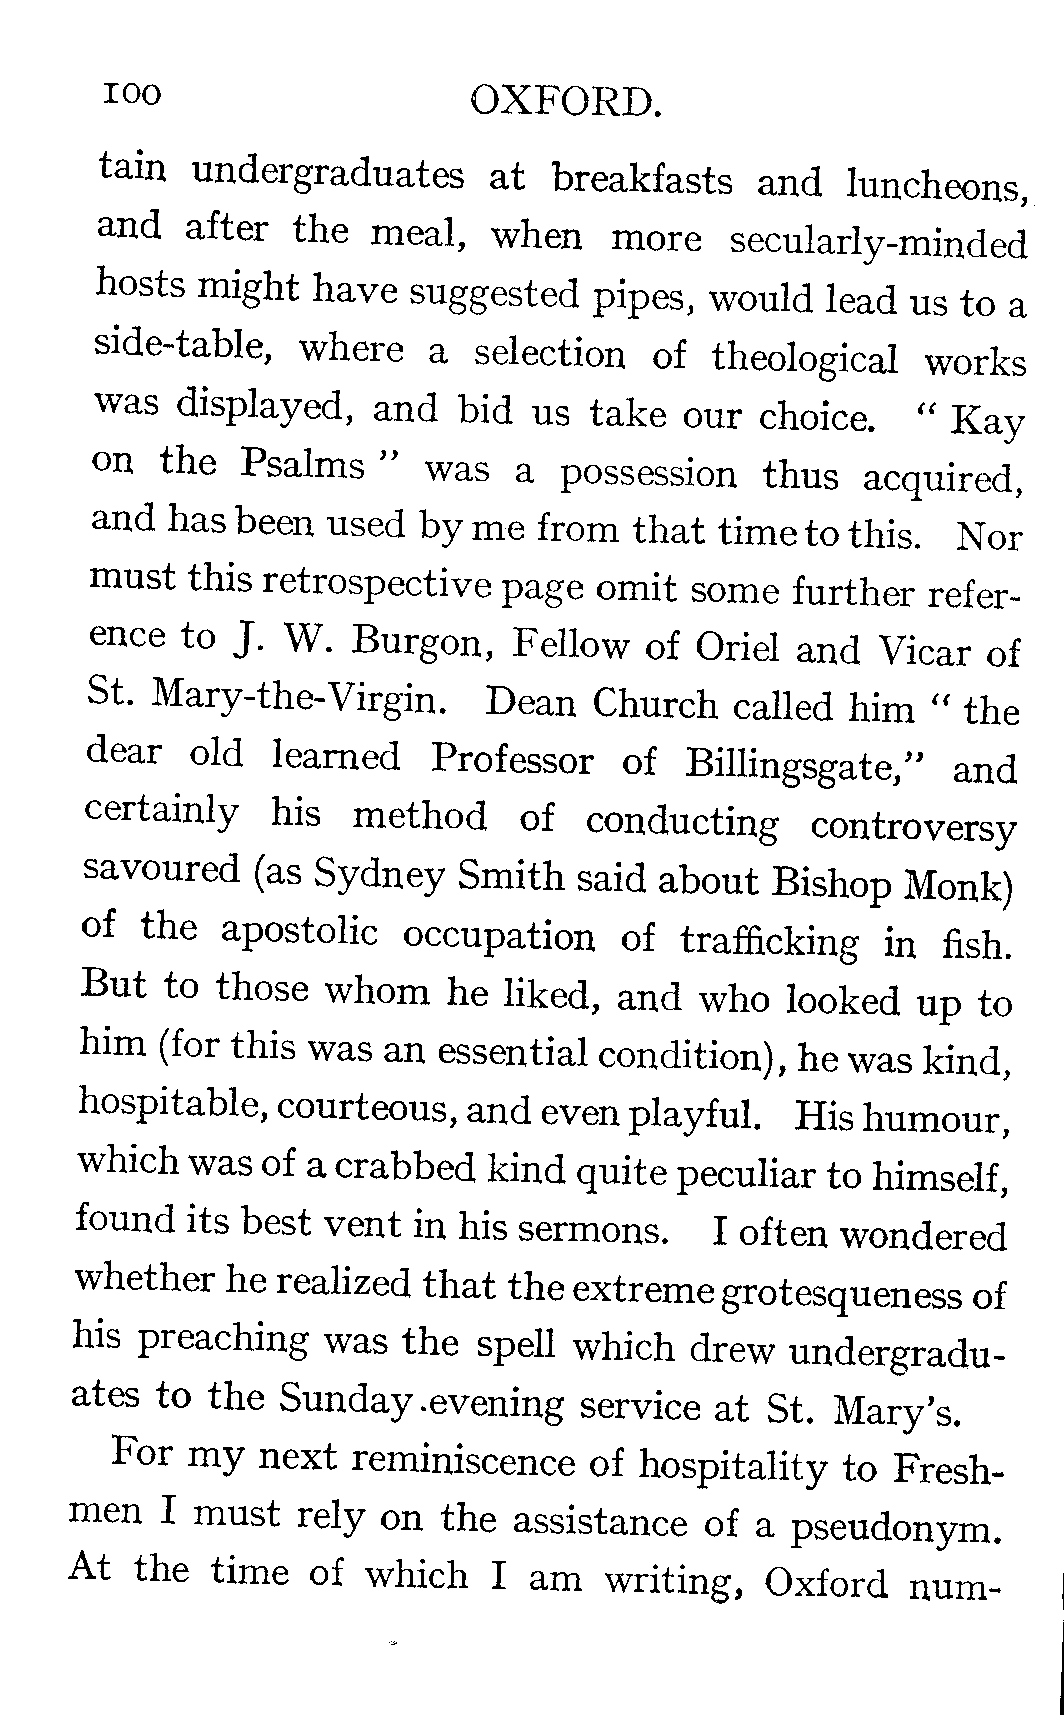 100 OXFORD.
tain undergraduates at breakfasts and luncheons,
and after the meal, when more secularly-minded
hosts might have suggested pipes, would lead us to a
side-table, where a selection of theological works
was displayed, and bid us take our choice. “ Kay
on the Psalms ” was a possession thus acquired,
and has been used by me from that time to this. Nor
must this retrospective page omit some further refer-
ence to J. W. Burgon, Fellow of Oriel and Vicar of
St. Mary-the-Virgin. Dean Church called him “ the
dear old learned Professor of Billingsgate,” and
certainly his method of conducting controversy
savoured (as Sydney Smith said about Bishop Monk)
of the apostolic occupation of trafficking in fish.
But to those whom he liked, and who looked up to
him (for this was an essential condition), he was kind,
hospitable, courteous, and even playful. His humour,
which was of a crabbed kind quite peculiar to himself,
found its best vent in his sermons. I often wondered
whether he realized that the extreme grotesqueness of
his preaching was the spell which drew undergradu-
ates to the Sunday evening service at St. Mary's.
For my next reminiscence of hospitality to Fresh-
men I must rely on the assistance of a pseudonym.
At the time of which I am writing, Oxford num-